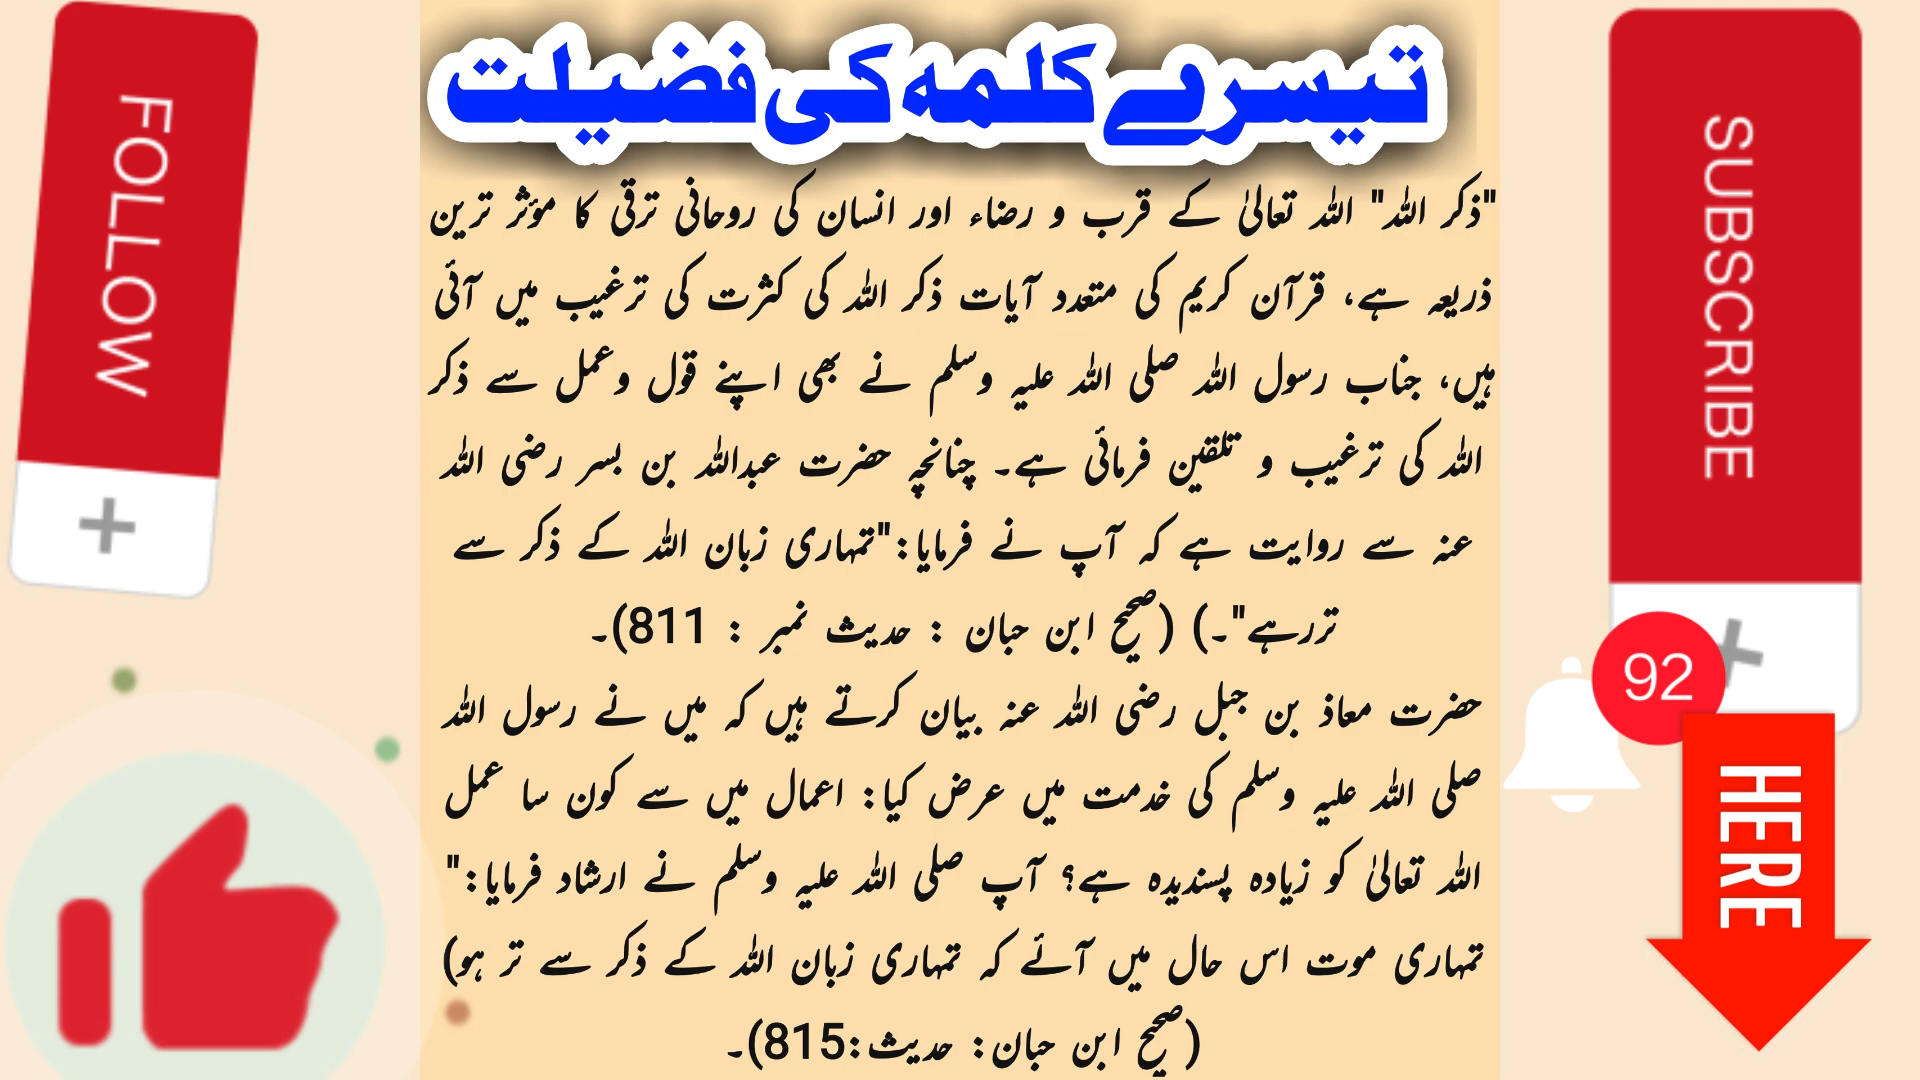 تیسرے کلمہ کی فضیلت
"ذکر اللہ" اللہ تعالیٰ کے قرب و رضاء اور انسان کی روحانی ترقی کا مؤثر ترین
ذریعہ ہے، قرآن کریم کی متعدد آیات ذکر اللہ کی کثرت کی ترغیب میں آئی
ہیں، جناب رسول اللہ صلی اللہ علیہ وسلم نے بھی اپنے قول وعمل سے ذکر
اللہ کی ترغیب و تلقین فرمائی ہے۔ چنانچہ حضرت عبداللہ بن بسر رضی اللہ
عنہ سے روایت ہے کہ آپ نے فرمایا:"تمہاری زبان اللہ کے ذکر سے
تررہے"۔) (صحیح ابن حبان : حدیث نمبر : 811)۔
حضرت معاذ بن جبل رضی اللہ عنہ بیان کرتے ہیں کہ میں نے رسول اللہ
صلی اللہ علیہ وسلم کی خدمت میں عرض کیا: اعمال میں سے کون سا عمل
اللہ تعالیٰ کو زیادہ پسندیدہ ہے؟ آپ صلی اللہ علیہ وسلم نے ارشاد فرمایا:"
تمہاری موت اس حال میں آئے کہ تمہاری زبان اللہ کے ذکر سے تر ہو)
(صحیح ابن حبان: حدیث:815)۔
FOLLOW
+
SUBSCRIBE
+
92
HERE